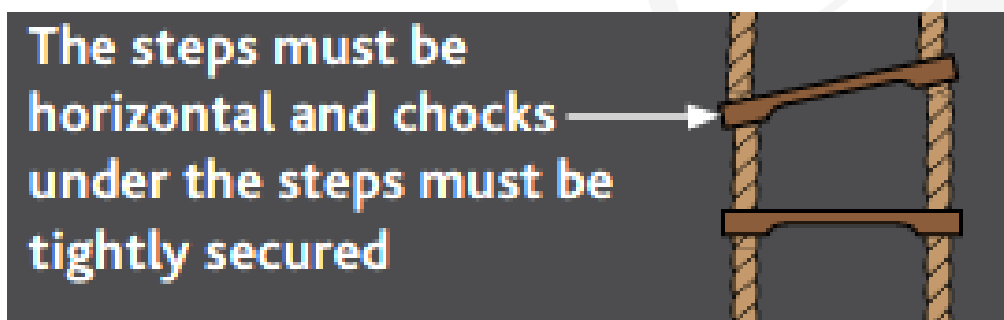 The steps must be
horizontal and chocks
under the steps must be
tightly secured